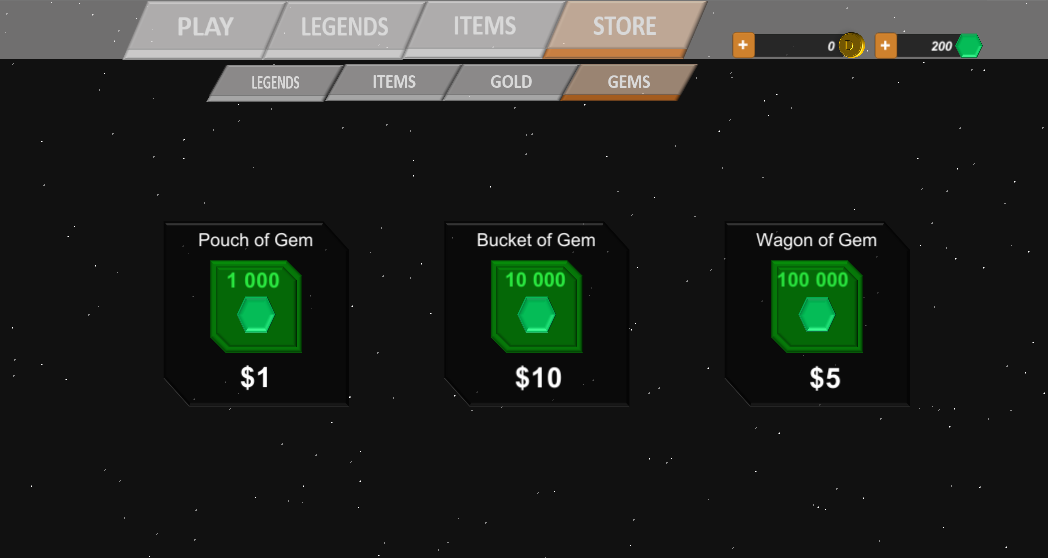 PLAY
LEGENDS
ITEMS
STORE
+ 0
+ 200
LEGENDS
ITEMS
GOLD
GEMS
Pouch of Gem
1 000
$1
Bucket of Gem
10 000
$10
Wagon of Gem
100 000
$5